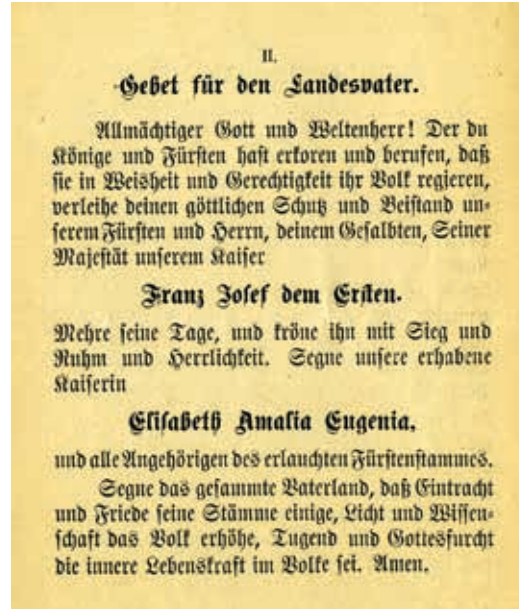 II.
Gebet für den Landesvater.
Allmächtiger Gott und Weltenherr! Der du
Könige und Fürsten hast erkoren und berufen, daß
sie in Weisheit und Gerechtigkeit ihr Volk regieren,
verleihe deinen göttlichen Schutz und Beistand un-
serem Fürsten und Herrn, deinem Gesalbten, Seiner
Majestät unserem Kaiser
Franz Josef dem Ersten.
Mehre seine Tage, und kröne ihn mit Sieg und
Ruhm und Herrlichkeit. Segne unsere erhabene
Kaiserin
Elisabeth Amalia Eugenia,
und alle Angehörigen des erlauchten Fürstenstammes.
Segne das gesammte Vaterland, daß Eintracht
und Friede seine Stämme einige, Licht und Wissen-
schaft das Volk erhöhe, Tugend und Gottesfurcht
die innere Lebenskraft im Volke sei. Amen.